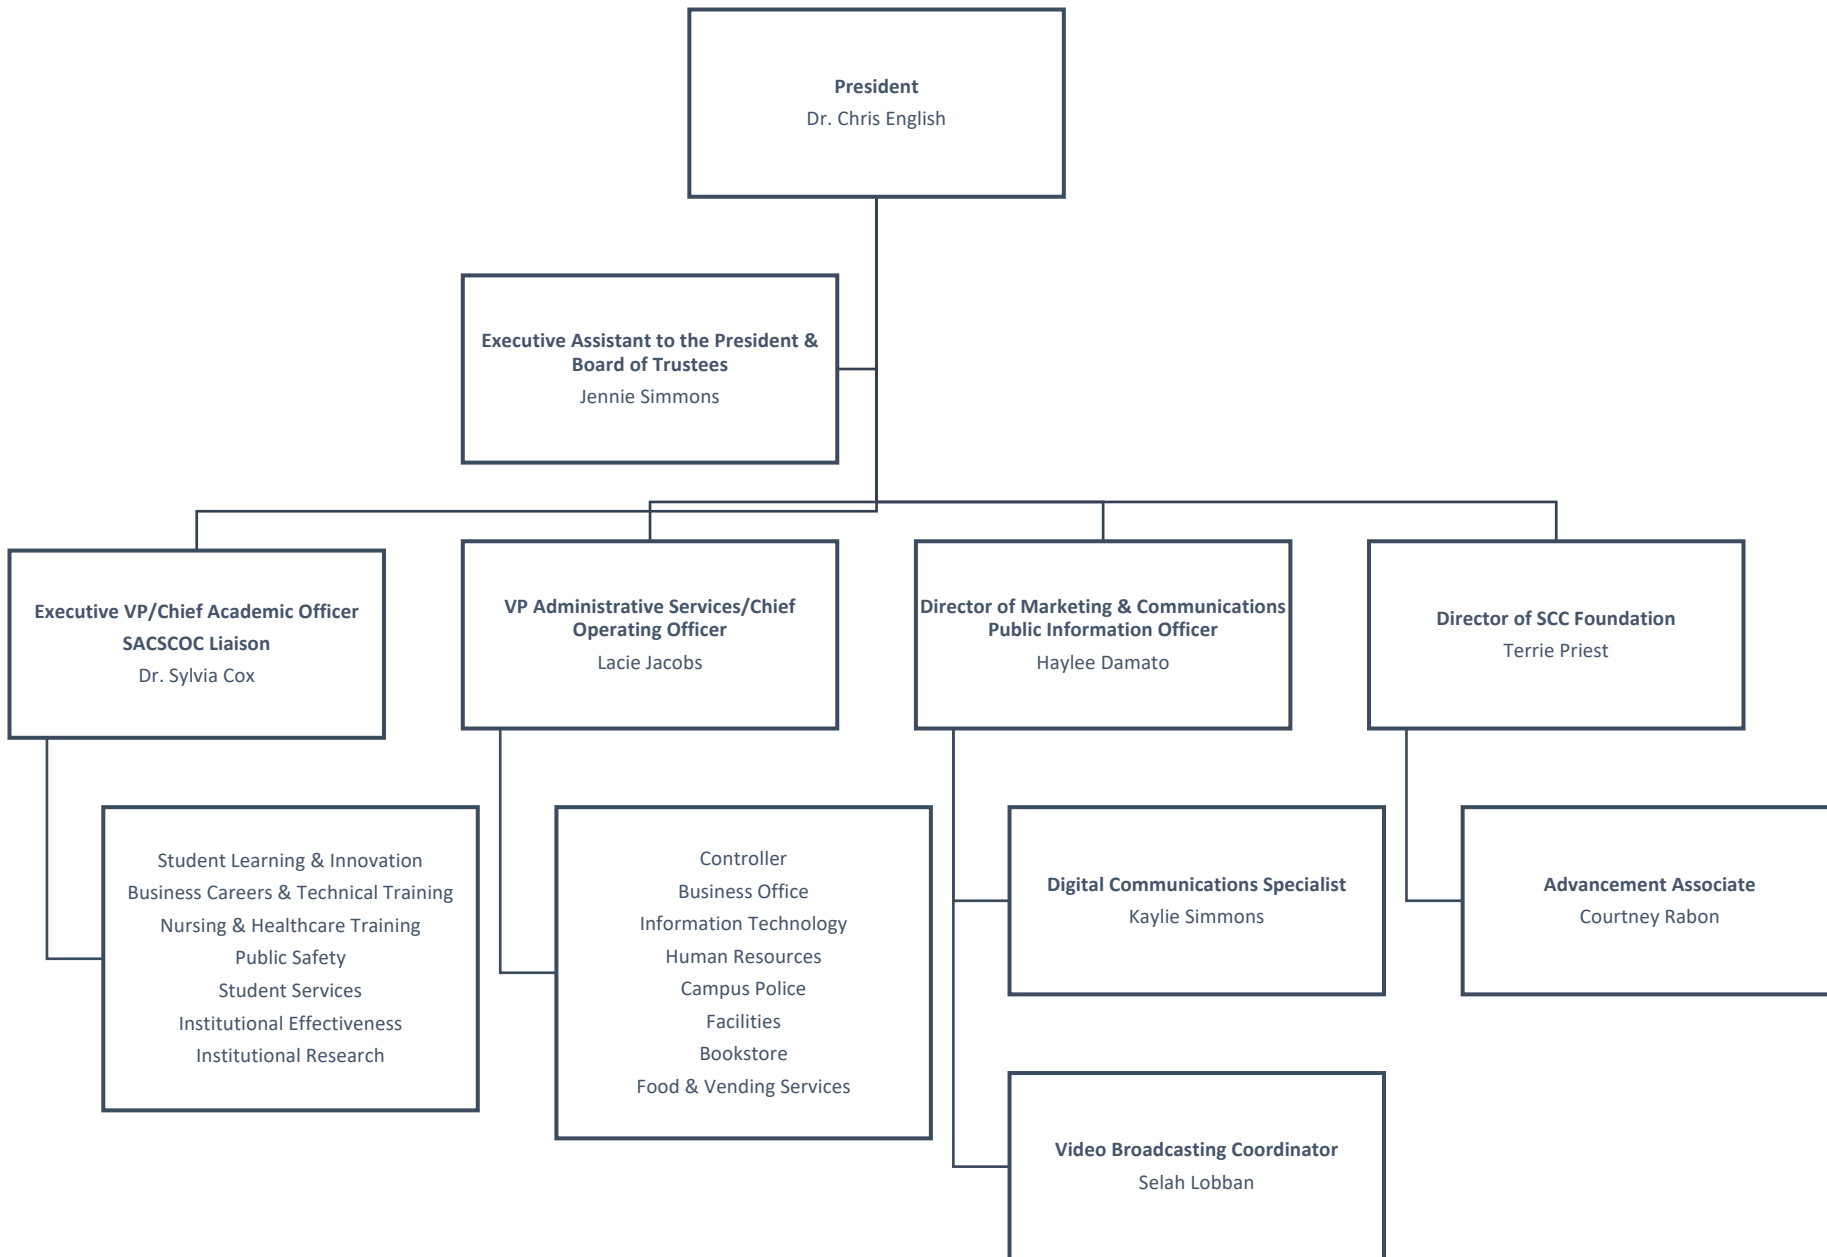 President
Dr. Chris English
Executive Assistant to the President &
Board of Trustees
Jennie Simmons
Executive VP/Chief Academic Officer
SACSCOC Liaison
Dr. Sylvia Cox
VP Administrative Services/Chief
Operating Officer
Lacie Jacobs
Director of Marketing & Communications
Public Information Officer
Haylee Damato
Director of SCC Foundation
Terrie Priest
Student Learning & Innovation
Business Careers & Technical Training
Nursing & Healthcare Training
Public Safety
Student Services
Institutional Effectiveness
Institutional Research
Controller
Business Office
Information Technology
Human Resources
Campus Police
Facilities
Bookstore
Food & Vending Services
Digital Communications Specialist
Kaylie Simmons
Advancement Associate
Courtney Rabon
Video Broadcasting Coordinator
Selah Lobban